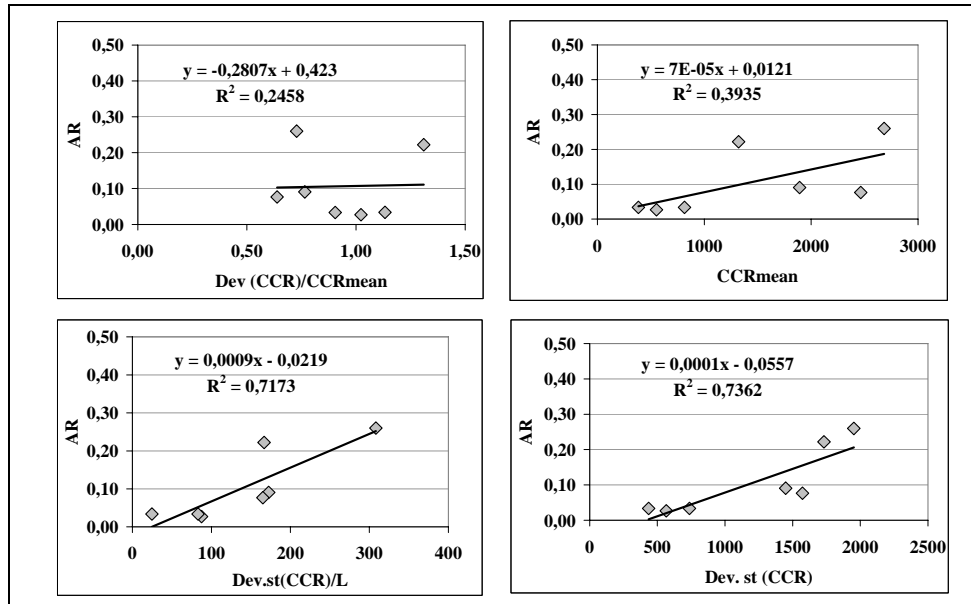 0,50
0,40
0,30
0,20
0,10
0,00
AR
y = -0,2807x + 0,423
R² = 0,2458
0,00 0,50 1,00 1,50
Dev (CCR)/CCRmean
0,50
0,40
0,30
0,20
0,10
0,00
AR
y = 7E-05x + 0,0121
R² = 0,3935
0 1000 2000 3000
CCRmean
0,50
0,40
0,30
0,20
0,10
0,00
AR
y = 0,0009x - 0,0219
R² = 0,7173
0 100 200 300 400
Dev.st(CCR)/L
0,50
0,40
0,30
0,20
0,10
0,00
AR
y = 0,0001x - 0,0557
R² = 0,7362
0 500 1000 1500 2000 2500
Dev. st (CCR)